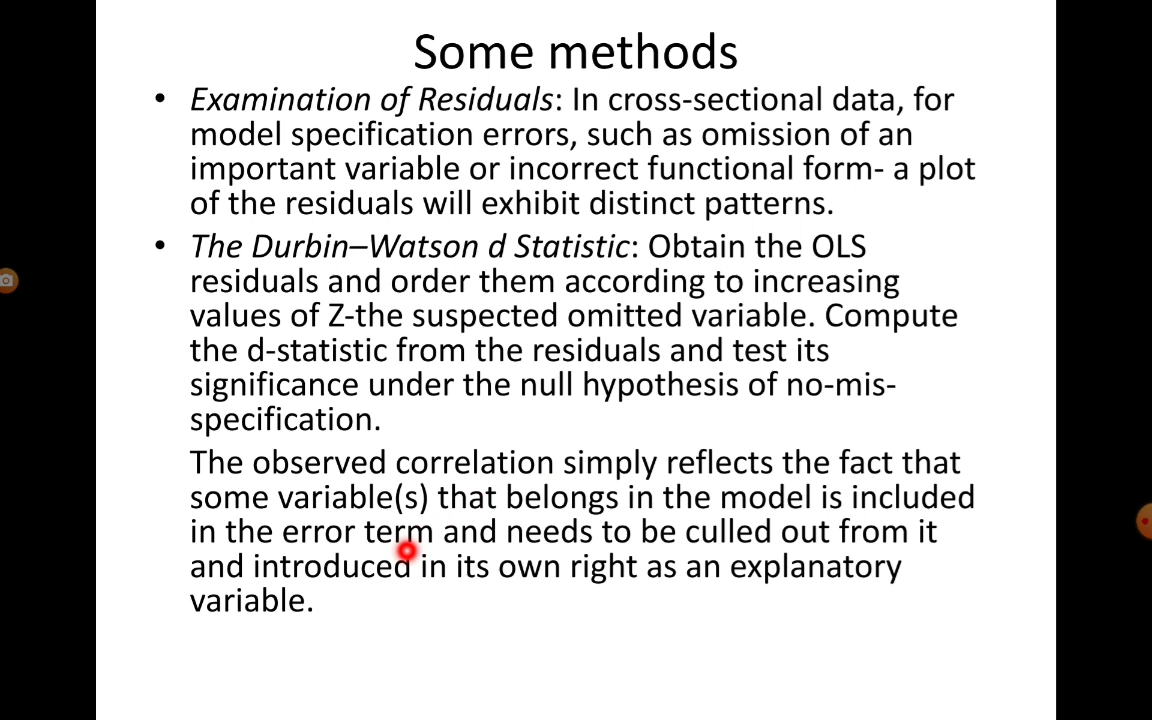 Some methods
• Examination of Residuals: In cross-sectional data, for
model specification errors, such as omission of an
important variable or incorrect functional form- a plot
of the residuals will exhibit distinct patterns.
• The Durbin–Watson d Statistic: Obtain the OLS
residuals and order them according to increasing
values of Z-the suspected omitted variable. Compute
the d-statistic from the residuals and test its
significance under the null hypothesis of no-mis-
specification.
The observed correlation simply reflects the fact that
some variable(s) that belongs in the model is included
in the error term and needs to be culled out from it
and introduced in its own right as an explanatory
variable.